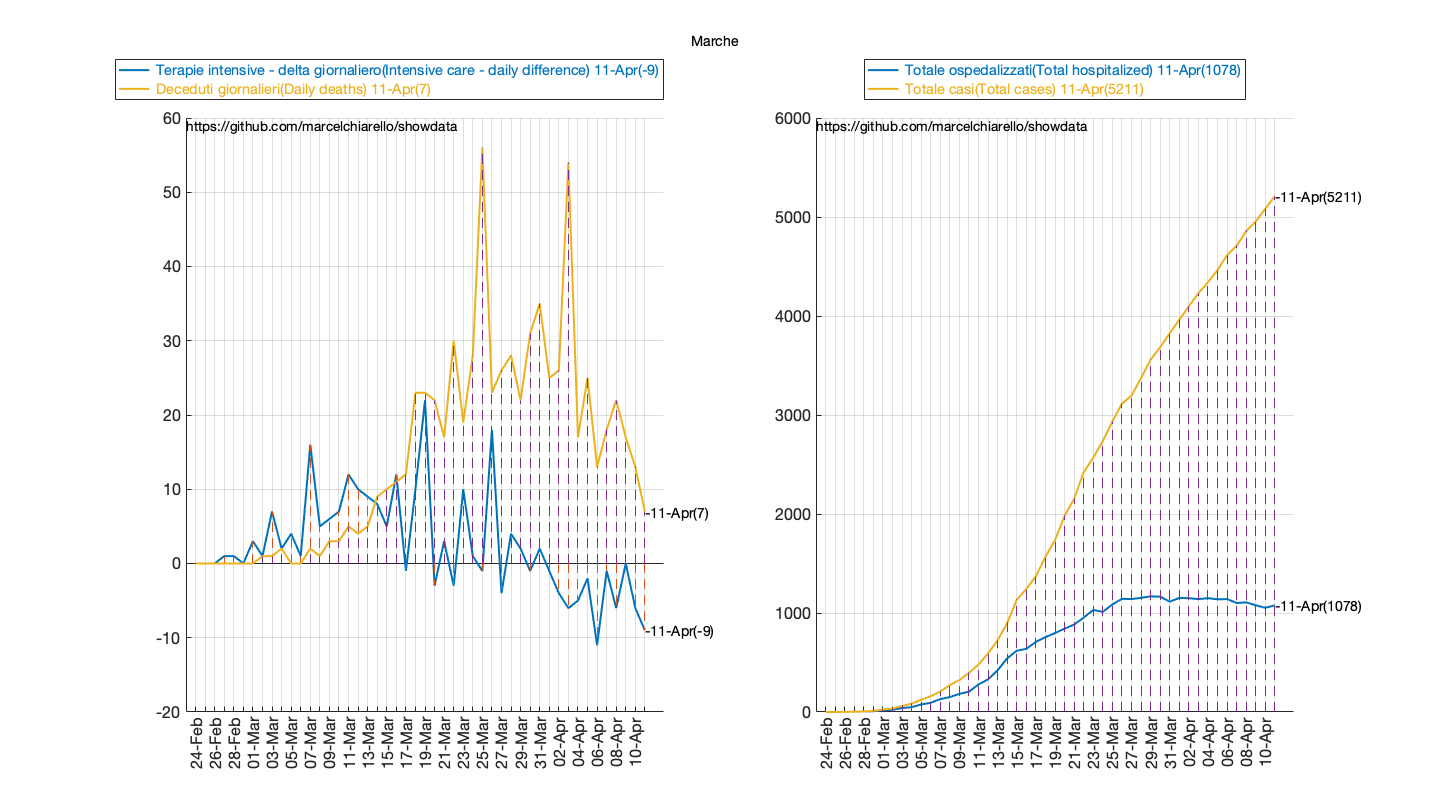 Marche
Terapie intensive - delta giornaliero(Intensive care - daily difference) 11-Apr(-9)
Deceduti giornalieri(Daily deaths) 11-Apr(7)
https://github.com/marcelchiarello/showdata
60
50
40
30
20
10
0
-10
-20
-11-Apr(7)
-11-Apr(-9)
24-Feb
26-Feb
28-Feb
01-Mar
03-Mar
05-Mar
07-Mar
09-Mar
11-Mar
13-Mar
15-Mar
17-Mar
19-Mar
21-Mar
23-Mar
25-Mar
27-Mar
29-Mar
31-Mar
02-Apr
04-Apr
06-Apr
08-Apr
10-Apr
Totale ospedalizzati(Total hospitalized) 11-Apr(1078)
Totale casi(Total cases) 11-Apr(5211)
https://github.com/marcelchiarello/showdata
6000
5000
4000
3000
2000
1000
0
-11-Apr(5211)
-11-Apr(1078)
24-Feb
26-Feb
28-Feb
01-Mar
03-Mar
05-Mar
07-Mar
09-Mar
11-Mar
13-Mar
15-Mar
17-Mar
19-Mar
21-Mar
23-Mar
25-Mar
27-Mar
29-Mar
31-Mar
02-Apr
04-Apr
06-Apr
08-Apr
10-Apr